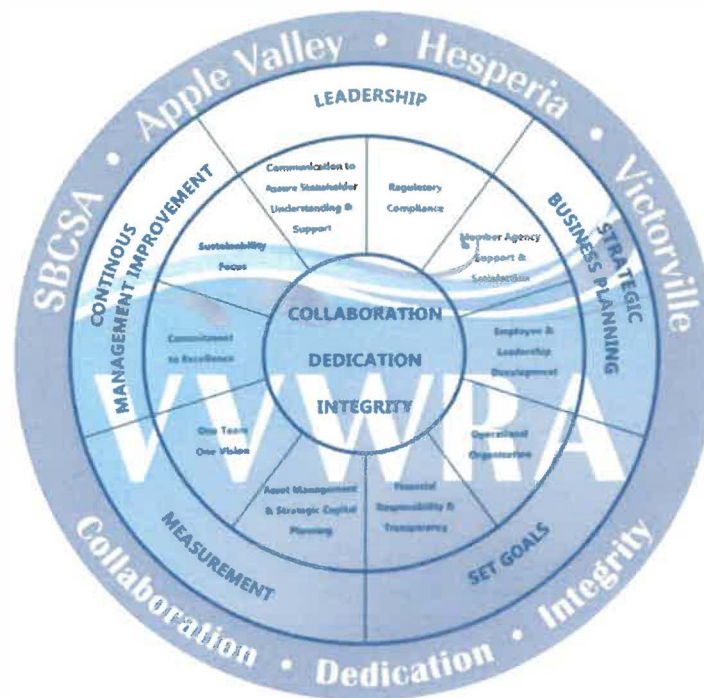 SBCSA • Apple Valley • Hesperia • Victorville
LEADERSHIP
STRATEGIC
BUSINESS PLANNING
SET GOALS
MEASUREMENT
CONTINOUS
MANAGEMENT IMPROVEMENT
Communication to
Assure Stakeholder
Understanding &
Support
Regulatory
Compliance
Member Agency
Support &
Satisfaction
Employee &
Leadership
Development
Operational
Organization
Financial
Responsibility &
Transparency
Asset Management
& Strategic Capital
Planning
One Team
One Vision
Commitment
to Excellence
Sustainability
Focus
COLLABORATION
DEDICATION
INTEGRITY
VVWRA
Collaboration • Dedication • Integrity